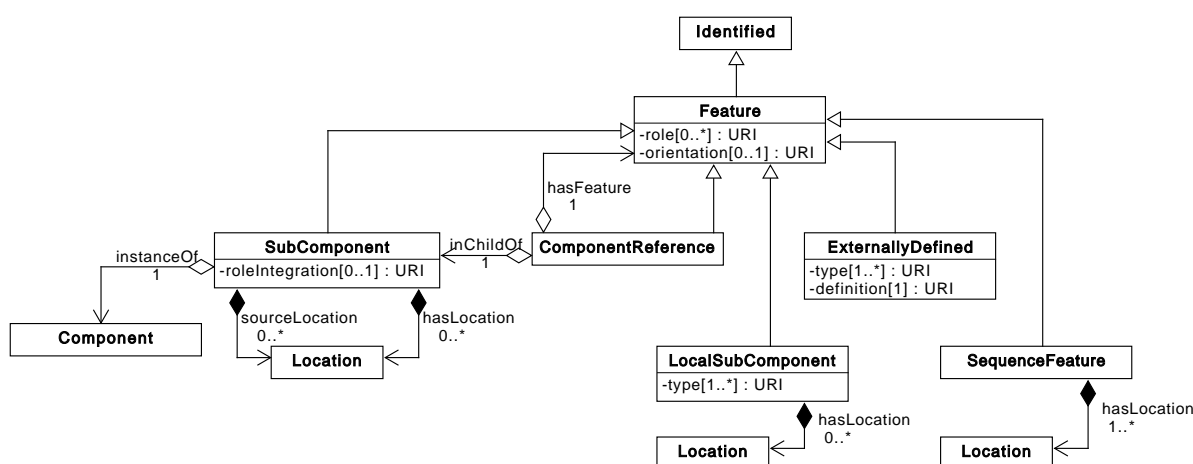 Identified
Feature
-role[0..*] : URI
-orientation[0..1] : URI
hasFeature
1
SubComponent
-roleIntegration[0..1] : URI
instanceOf
1
inChildOf
1
ComponentReference
ExternallyDefined
-type[1..*] : URI
-definition[1] : URI
Component
sourceLocation
0..*
hasLocation
0..*
Location
LocalSubComponent
-type[1..*] : URI
hasLocation
0..*
Location
SequenceFeature
hasLocation
1..*
Location